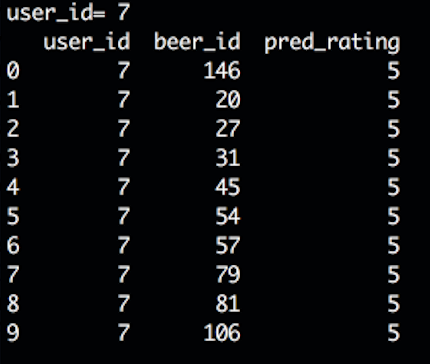 user_id= 7
user_id beer_id pred_rating
0 7 146 5
1 7 20 5
2 7 27 5
3 7 31 5
4 7 45 5
5 7 54 5
6 7 57 5
7 7 79 5
8 7 81 5
9 7 106 5